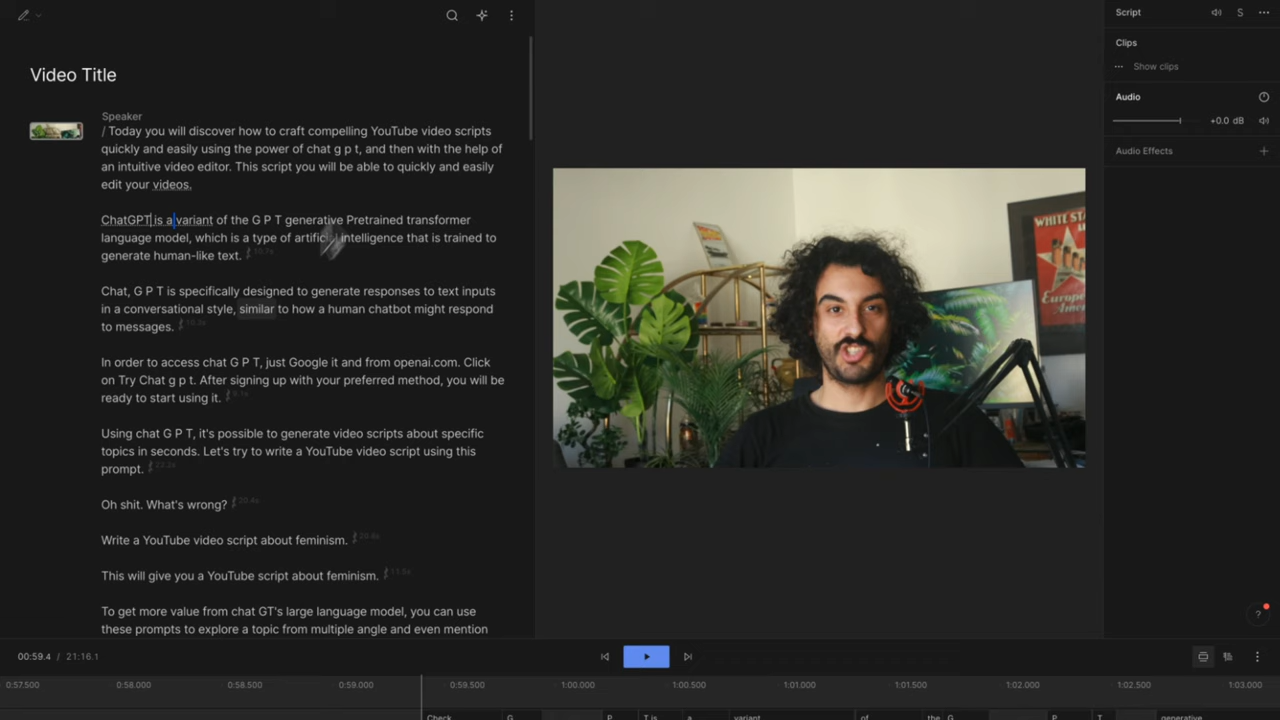 Video Title
Speaker
/ Today you will discover how to craft compelling YouTube video scripts
quickly and easily using the power of chat g p t, and then with the help of
an intuitive video editor. This script you will be able to quickly and easily
edit your videos.
ChatGPT is a variant of the G P T generative Pretrained transformer
language model, which is a type of intelligence that is trained to
generate human-like text.
Chat, G P T is specifically designed to generate responses to text inputs
in a conversational style, similar to how a human chatbot might respond
to messages.
In order to access chat G P T, just Google it and from openai.com. Click
on Try Chat g p t. After signing up with your preferred method, you will be
ready to start using it.
Using chat G P T, it's possible to generate video scripts about specific
topics in seconds. Let's try to write a YouTube video script using this
prompt.
Oh shit. What's wrong? 20.4s
Write a YouTube video script about feminism.
This will give you a YouTube script about feminism.
To get more value from chat GT's large language model, you can use
these prompts to explore a topic from multiple angle and even mention
WHITE
Europe
Ame
Script
S
Clips
Show clips
Audio
+0.0 dB
Audio Effects
?
00:59.4 / 21:16.1
0:57.500 0:58.000 0:58.500 0:59.000 0:59.500 1:00.000 1:00.500 1:01.000 1:01.500 1:02.000 1:02.500 1:03.000
Check G P T is a variant of the G P T generative